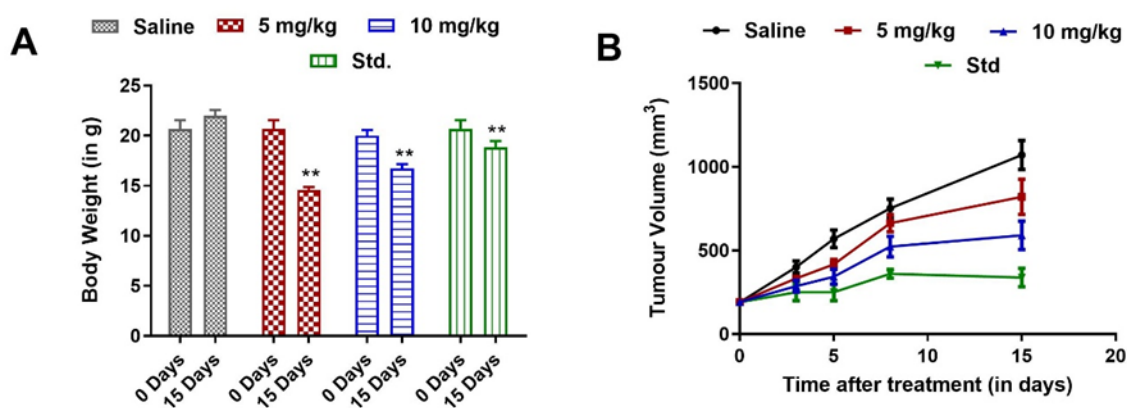 A
Saline 5 mg/kg 10 mg/kg
Std.
Body Weight (in g)
25
20
15
10
5
0
**
**
**
0 Days
15 Days
0 Days
15 Days
0 Days
15 Days
0 Days
15 Days
B
Saline 5 mg/kg 10 mg/kg
Std
Tumour Volume (mm³)
1500
1000
500
0
0 5 10 15 20
Time after treatment (in days)